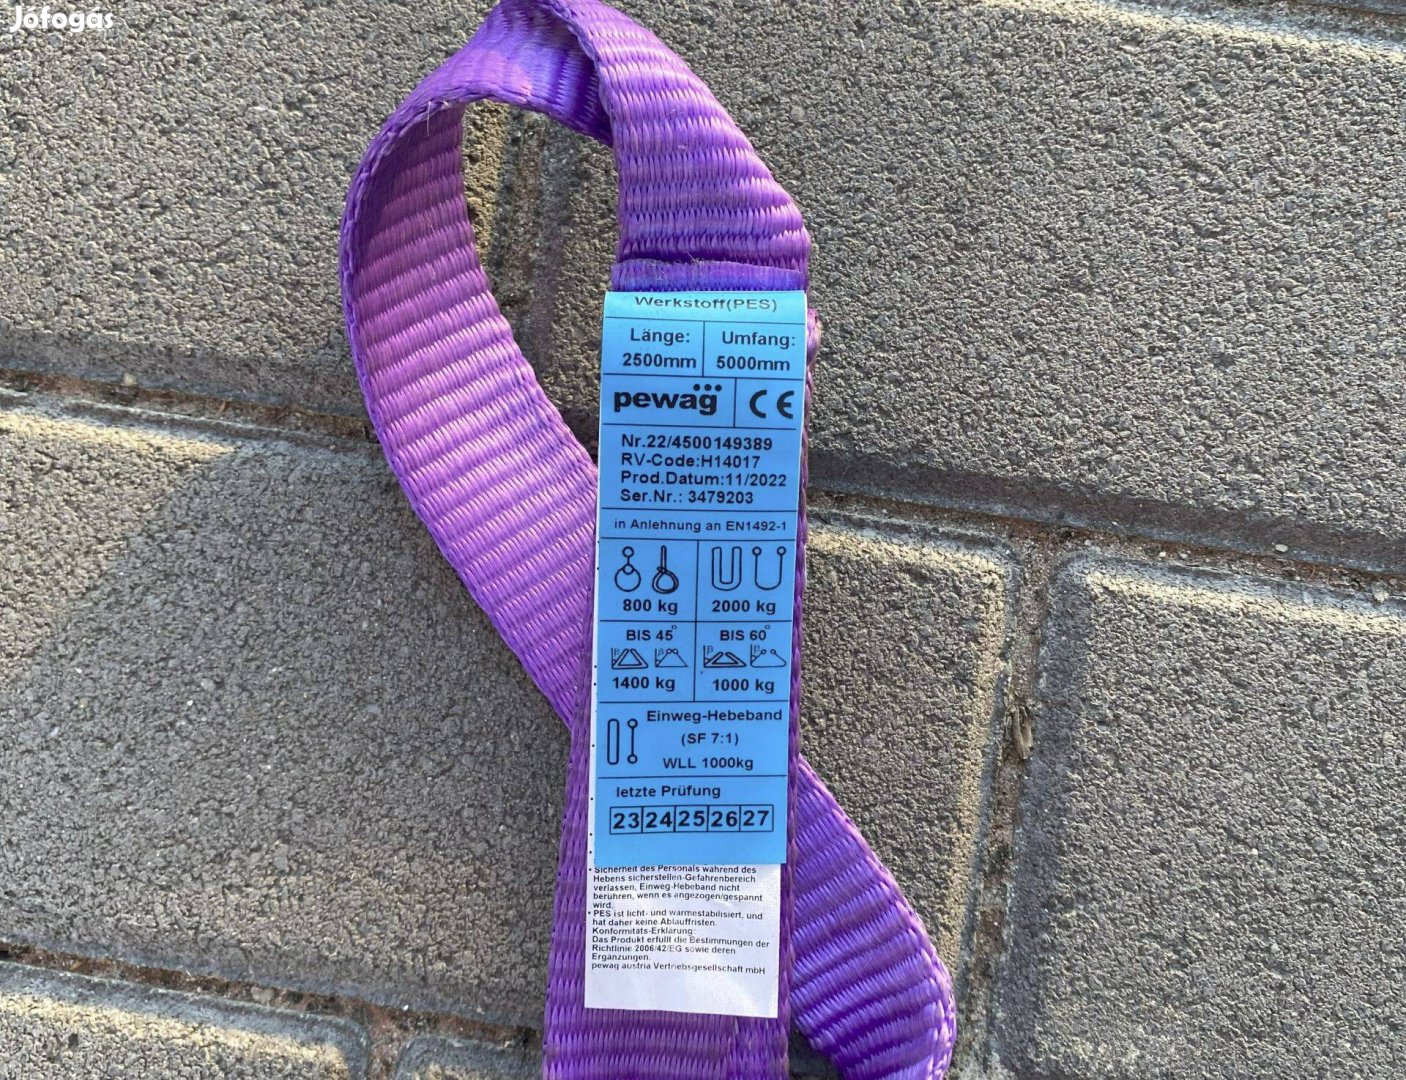 Jófogás
Werkstoff(PES)
Länge: Umfang:
2500mm 5000mm
pewag CE
Nr.22/4500149389
RV-Code:H14017
Prod.Datum:11/2022
Ser.Nr.: 3479203
in Anlehnung an EN1492-1
800 kg 2000 kg
BIS 45° BIS 60°
β β β β
1400 kg 1000 kg
Einweg-Hebeband
(SF 7:1)
WLL 1000kg
letzte Prüfung
23 24 25 26 27
• Sicherheit des Personals während des
Hebens sicherstellen-Gefahrenbereich
verlassen, Einweg-Hebeband nicht
berühren, wenn es angezogen/gespannt
wird.
• PES ist licht- und wärmestabilisiert, und
hat daher keine Ablauffristen.
Konformitäts-Erklärung:
Das Produkt erfüllt die Bestimmungen der
Richtlinie 2006/42/EG sowie deren
Ergänzungen.
pewag austria Vertriebsgesellschaft mbH